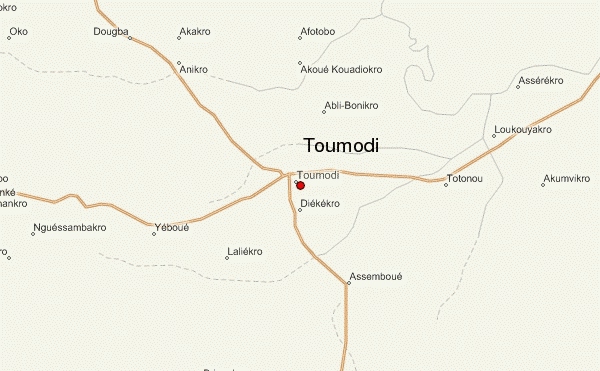 okro
Oko
Dougba
Akakro
Afotobo
Anikro
Akoué Kouadiokro
Assérékro
Abli-Bonikro
Loukouyakro
Toumodi
Toumodi
Totonou
Akumvikro
Diékékro
Nguéssambakro
Yéboué
Laliékro
Assemboué